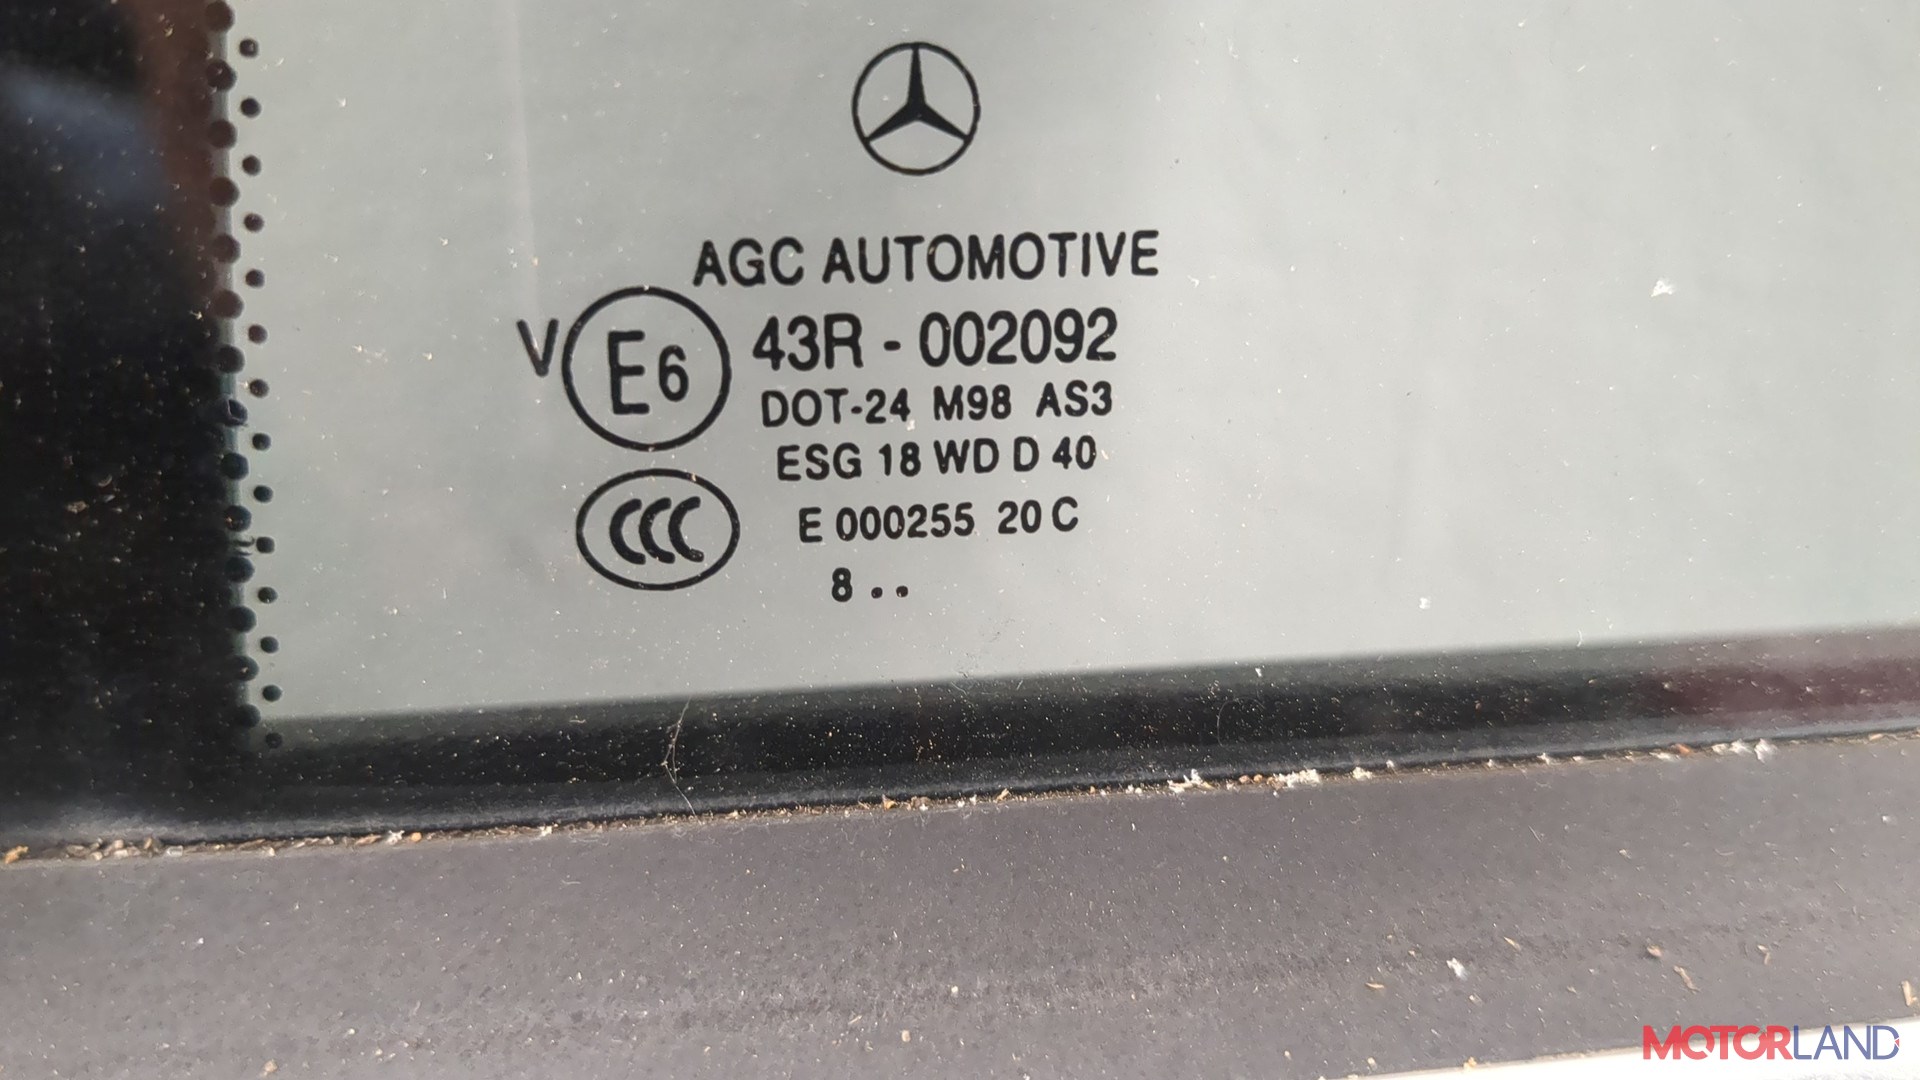 AGC AUTOMOTIVE
V E6 43R - 002092
DOT-24 M98 AS3
ESG 18 WD D 40
CCC E 000255 20 C
8 . .
MOTORLAND